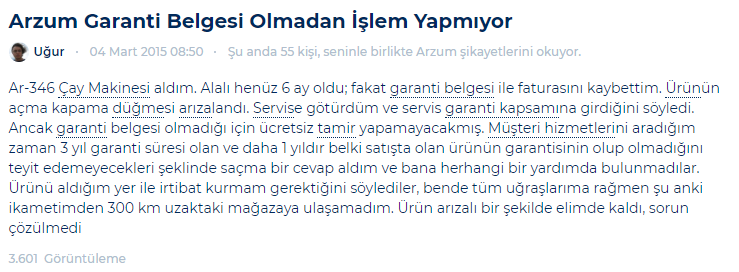 Arzum Garanti Belgesi Olmadan İşlem Yapmıyor
Uğur · 04 Mart 2015 08:50 · Şu anda 55 kişi, seninle birlikte Arzum şikayetlerini okuyor.
Ar-346 Çay Makinesi aldım. Alalı henüz 6 ay oldu; fakat garanti belgesi ile faturasını kaybettim. Ürünün
açma kapama düğmesi arızalandı. Servise götürdüm ve servis garanti kapsamına girdiğini söyledi.
Ancak garanti belgesi olmadığı için ücretsiz tamir yapamayacakmış. Müşteri hizmetlerini aradığım
zaman 3 yıl garanti süresi olan ve daha 1 yıldır belki satışta olan ürünün garantisinin olup olmadığını
teyit edemeyecekleri şeklinde saçma bir cevap aldım ve bana herhangi bir yardımda bulunmadılar.
Ürünü aldığım yer ile irtibat kurmam gerektiğini söylediler, bende tüm uğraşlarıma rağmen şu anki
ikametimden 300 km uzaktaki mağazaya ulaşamadım. Ürün arızalı bir şekilde elimde kaldı, sorun
çözülmedi
3.601 Görüntüleme